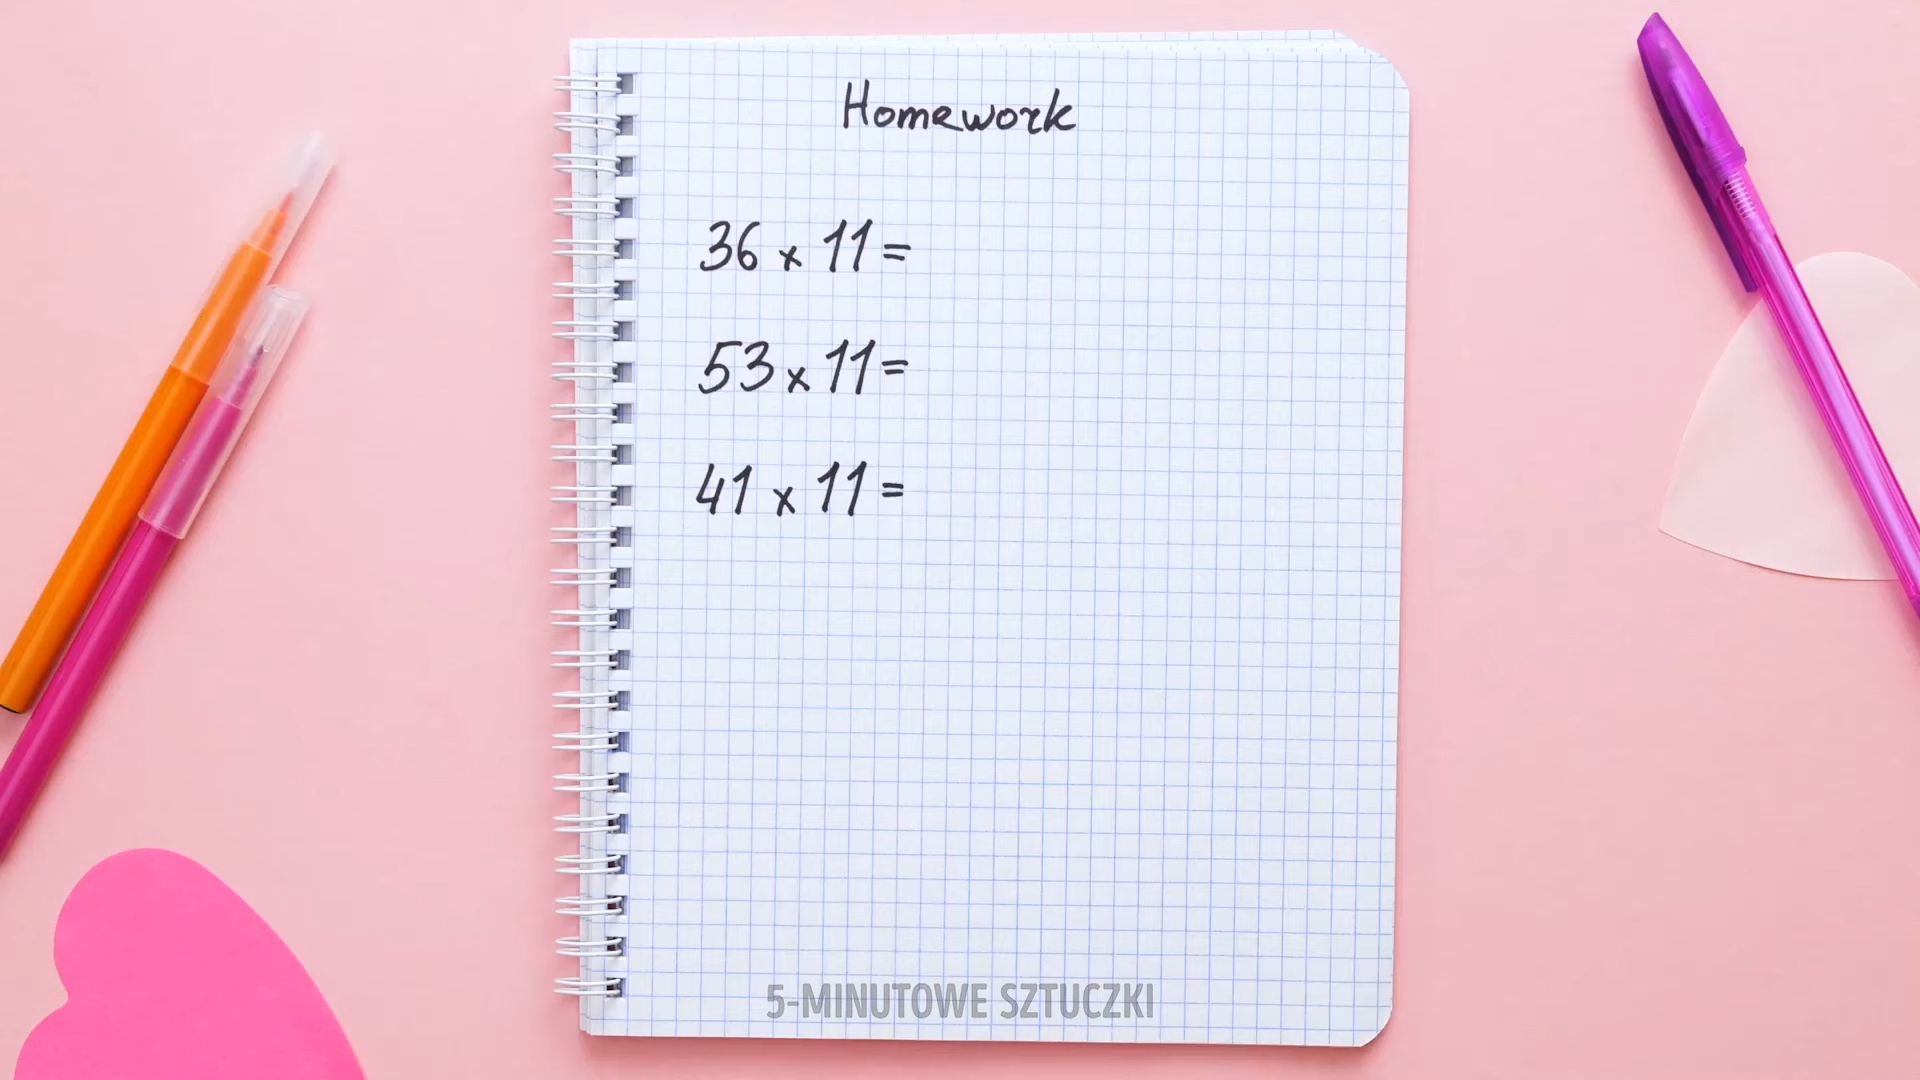 Homework
36 x 11 =
53 x 11 =
41 x 11 =
5-MINUTOWE SZTUCZKI